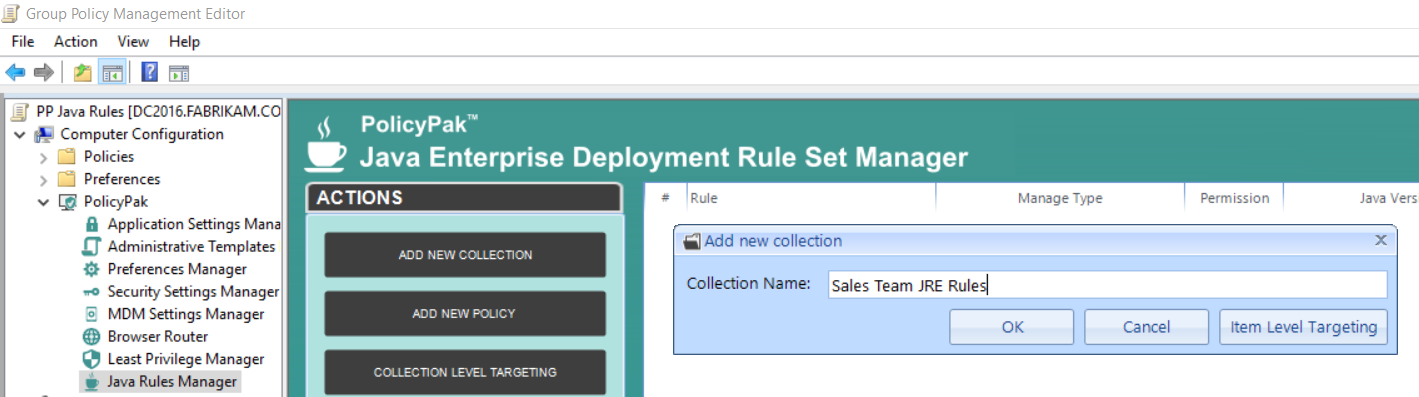 Group Policy Management Editor
File Action View Help
PP Java Rules [DC2016.FABRIKAM.CO
Computer Configuration
Policies
Preferences
PolicyPak
Application Settings Mana
Administrative Templates
Preferences Manager
Security Settings Manager
MDM Settings Manager
Browser Router
Least Privilege Manager
Java Rules Manager
PolicyPak™
Java Enterprise Deployment Rule Set Manager
ACTIONS
ADD NEW COLLECTION
ADD NEW POLICY
COLLECTION LEVEL TARGETING
# Rule Manage Type Permission Java Vers
Add new collection
Collection Name: Sales Team JRE Rules
OK Cancel Item Level Targeting